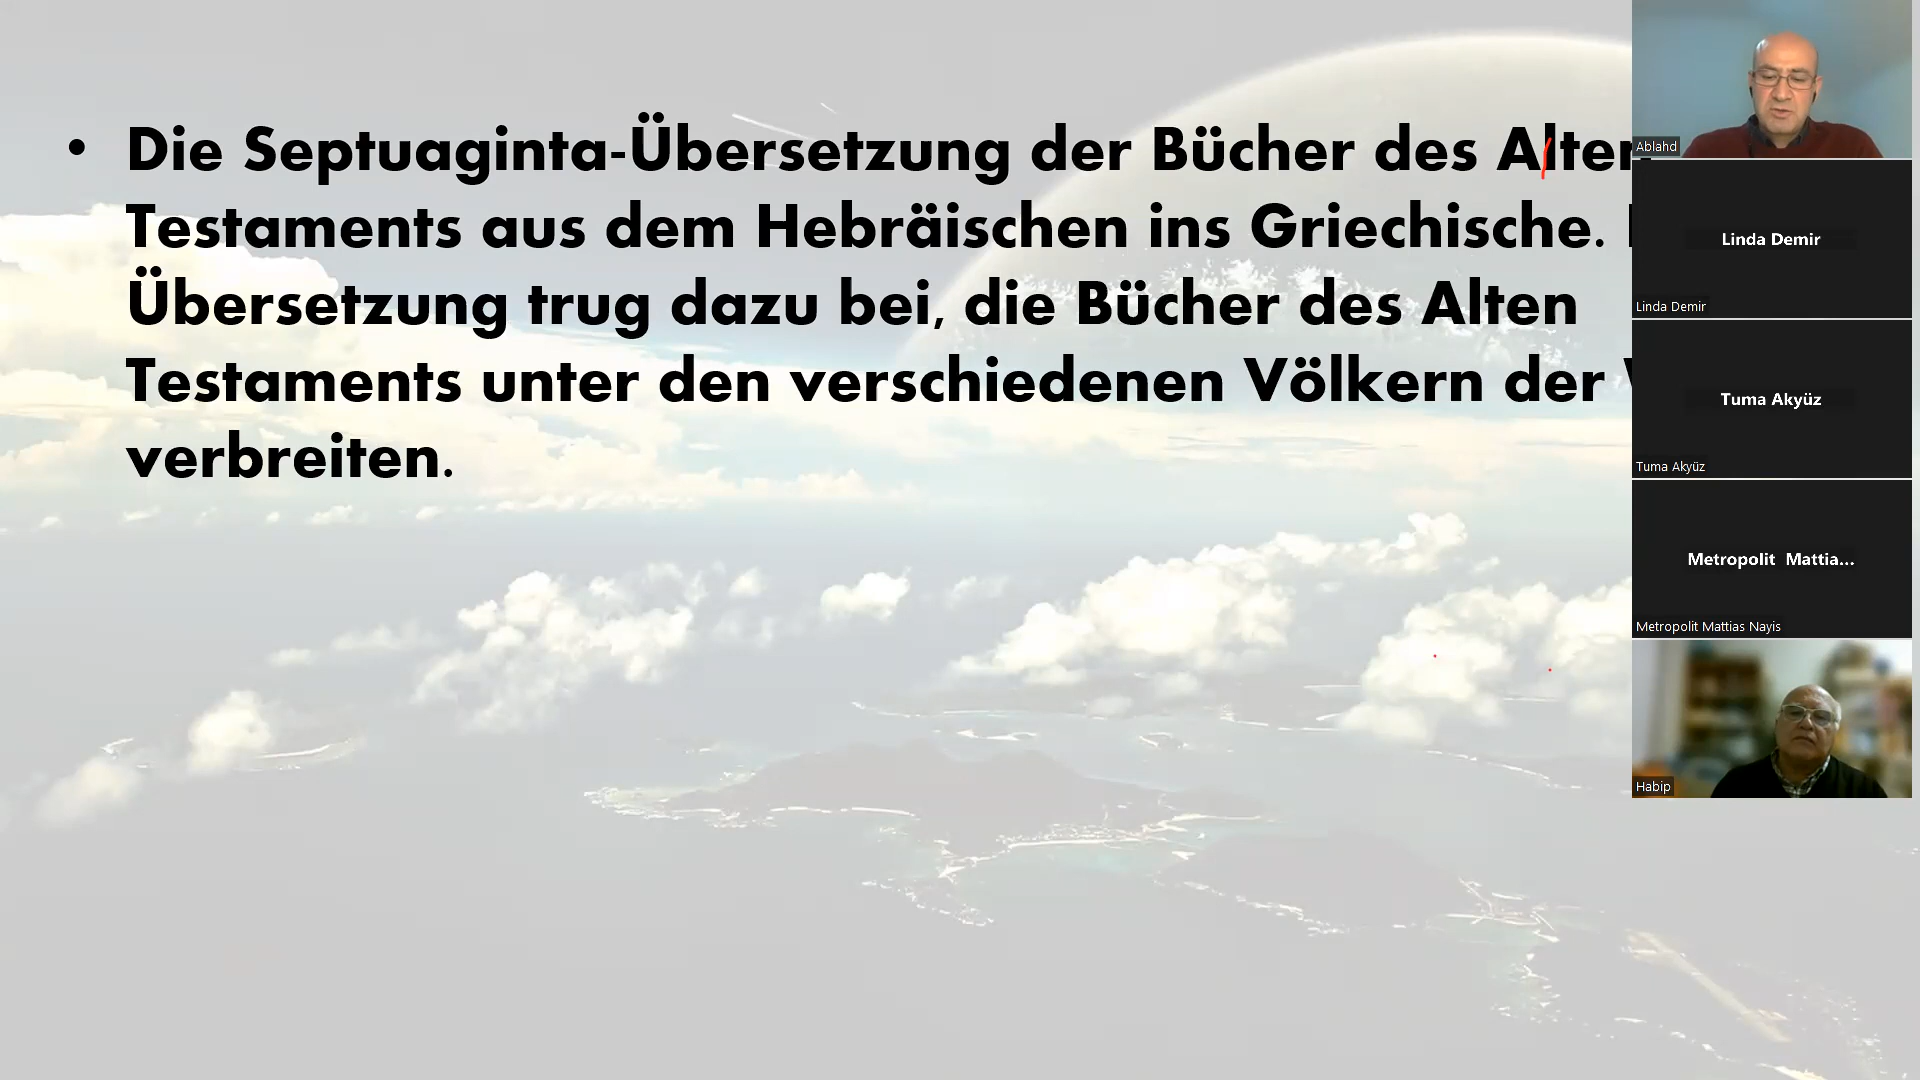 • Die Septuaginta-Übersetzung der Bücher des Alten
Testaments aus dem Hebräischen ins Griechische.
Übersetzung trug dazu bei, die Bücher des Alten
Testaments unter den verschiedenen Völkern der
verbreiten.
Ablahd
Linda Demir
Linda Demir
Tuma Akyüz
Tuma Akyüz
Metropolit Mattia...
Metropolit Mattias Nayis
Habip